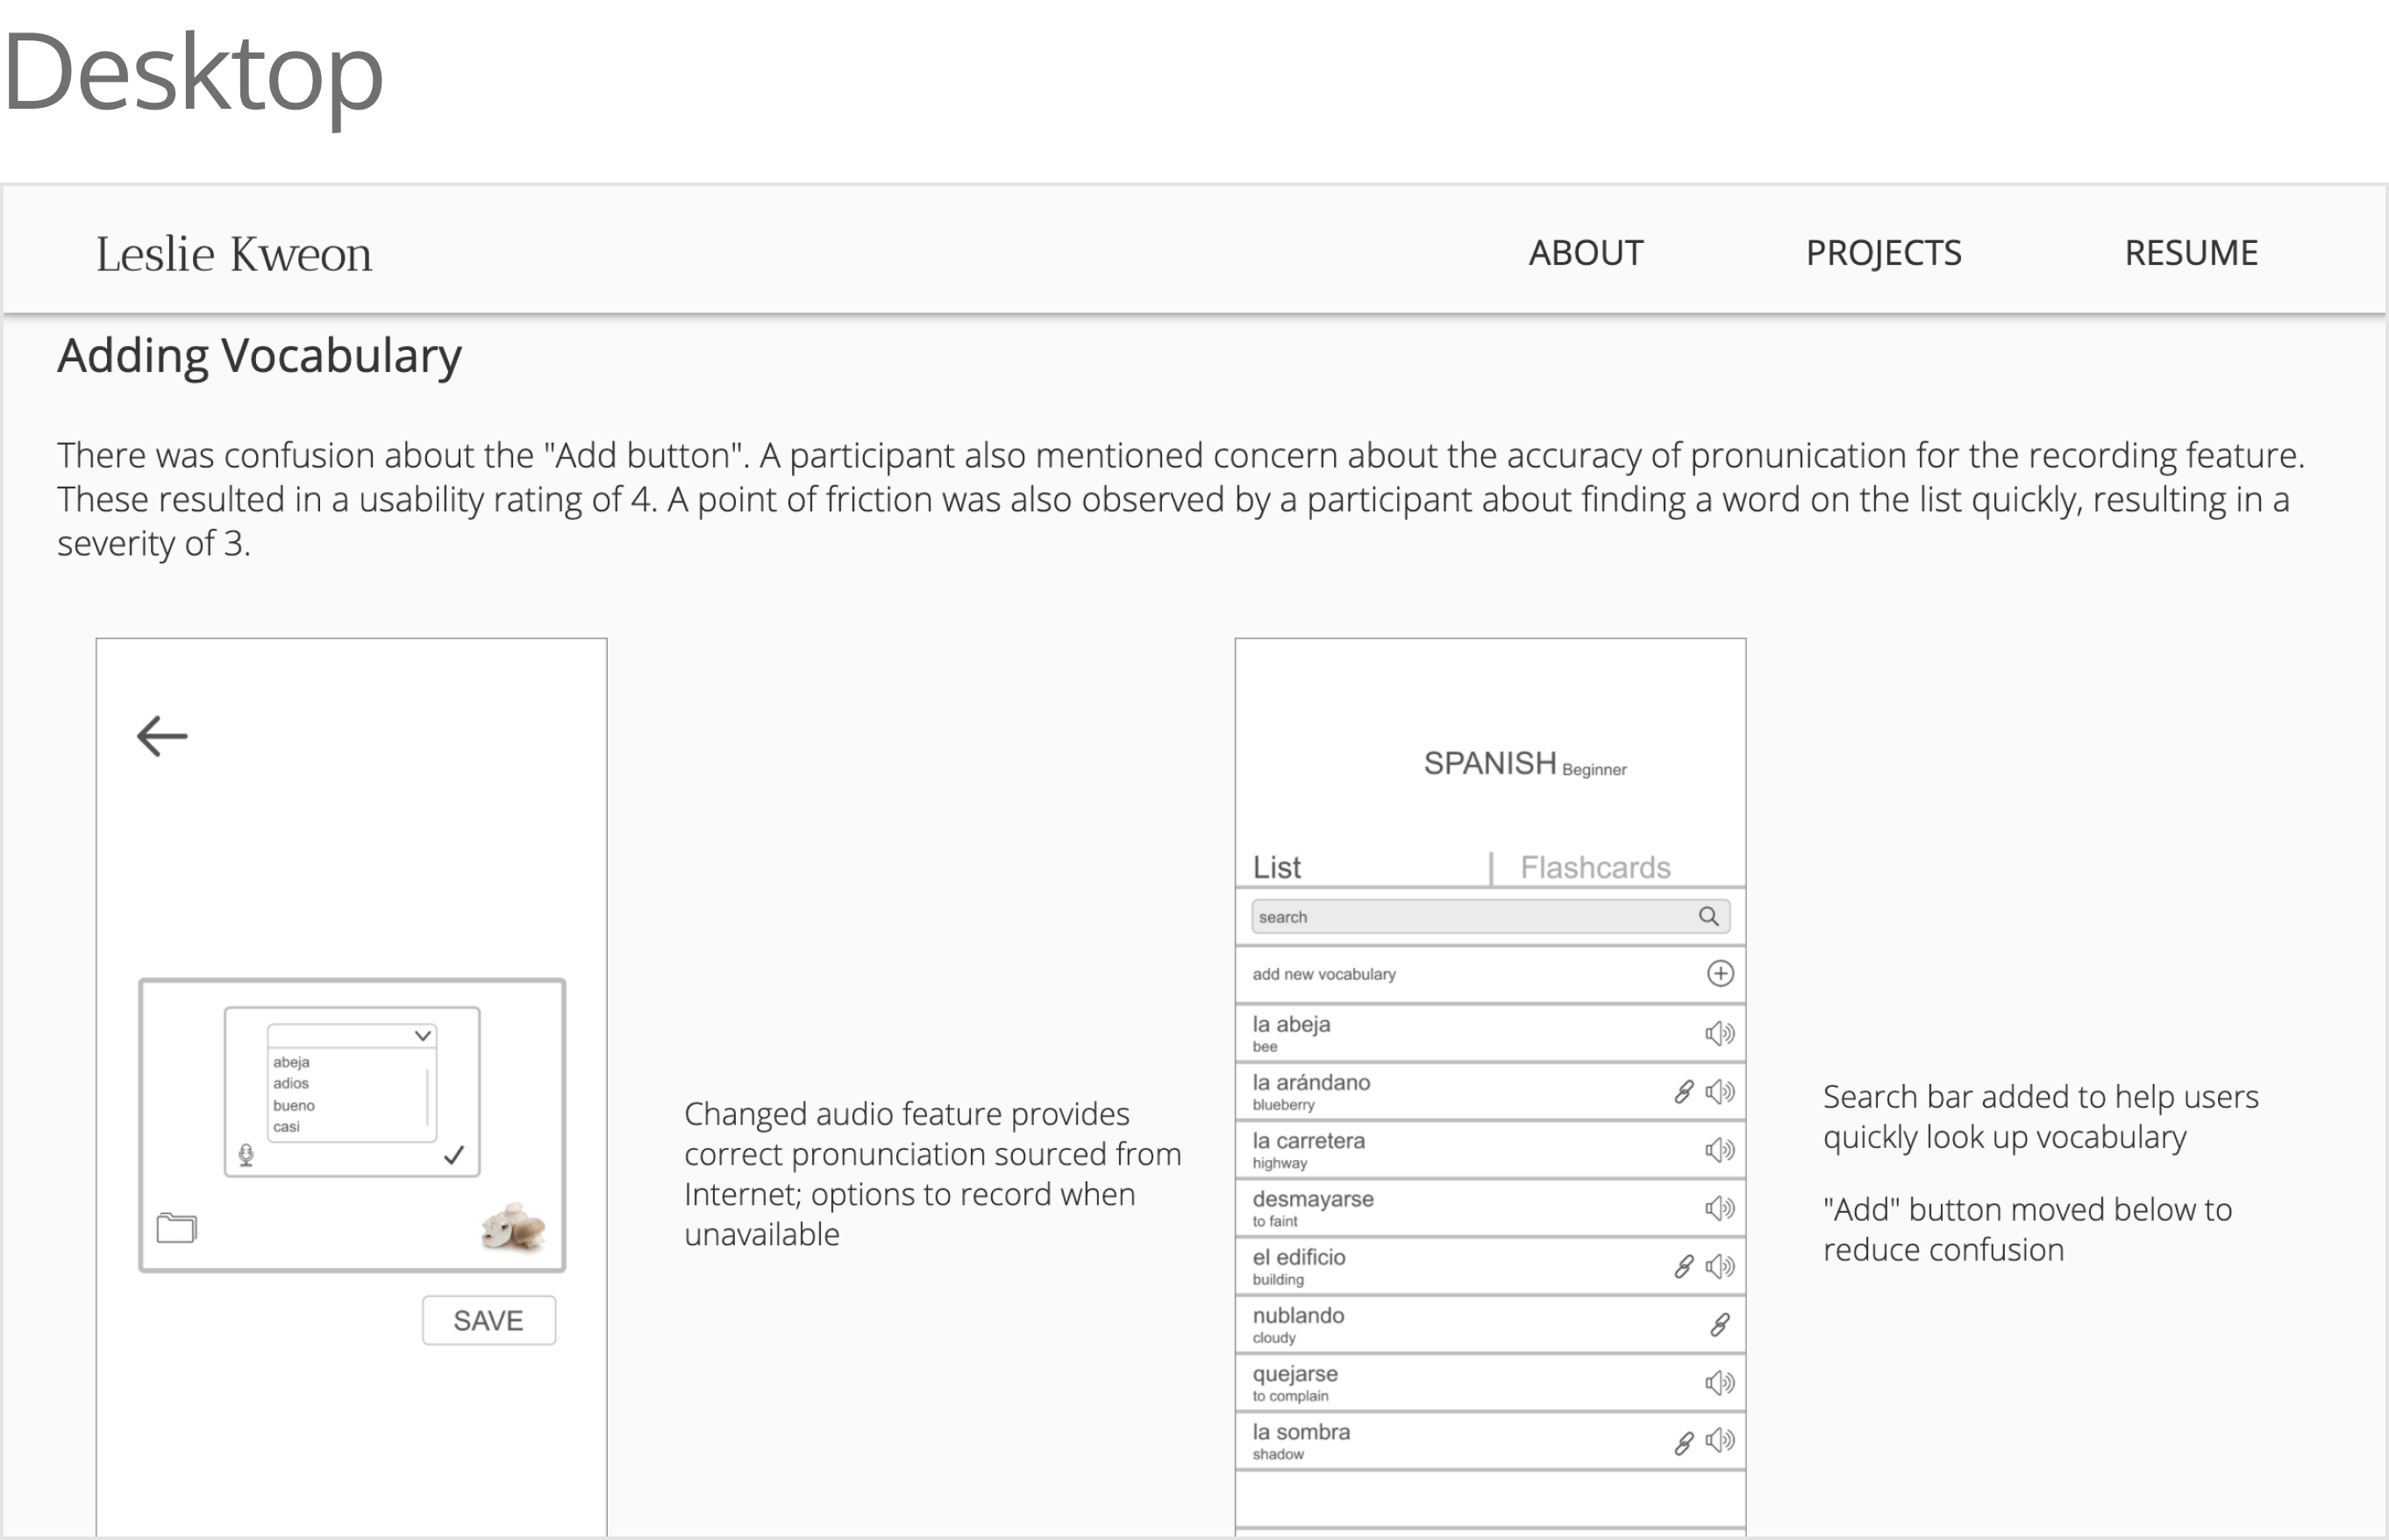 Desktop
Leslie Kweon
ABOUT
PROJECTS
RESUME
Adding Vocabulary
There was confusion about the "Add button". A participant also mentioned concern about the accuracy of pronunication for the recording feature.
These resulted in a usability rating of 4. A point of friction was also observed by a participant about finding a word on the list quickly, resulting in a
severity of 3.
abeja
adios
bueno
casi
SAVE
Changed audio feature provides
correct pronunciation sourced from
Internet; options to record when
unavailable
SPANISH Beginner
List | Flashcards
search
add new vocabulary
la abeja
bee
la arándano
blueberry
la carretera
highway
desmayarse
to faint
el edificio
building
nublando
cloudy
quejarse
to complain
la sombra
shadow
Search bar added to help users
quickly look up vocabulary
"Add" button moved below to
reduce confusion